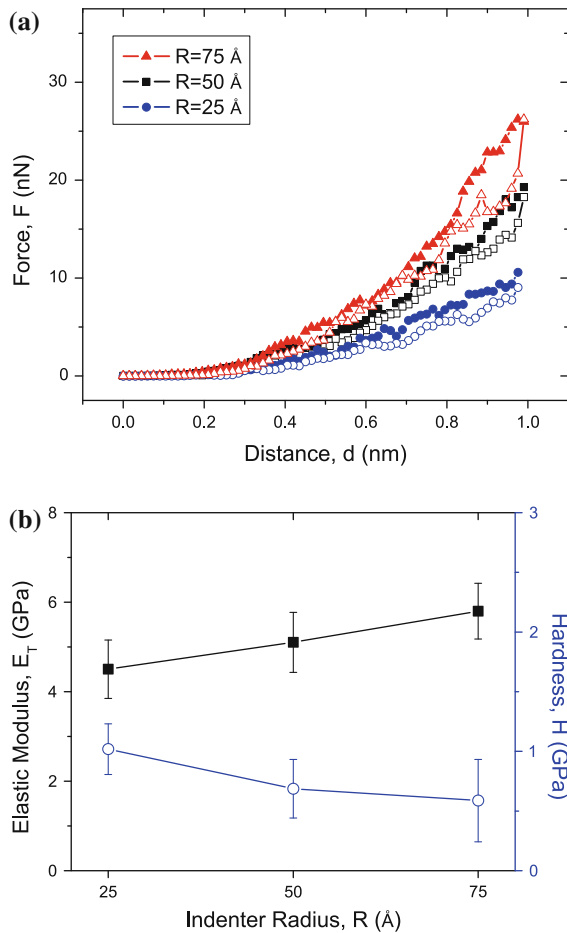 (a)
R=75 Å
R=50 Å
R=25 Å
Force, F (nN)
30
20
10
0
0.0 0.2 0.4 0.6 0.8 1.0
Distance, d (nm)
(b)
Elastic Modulus, E_T (GPa)
8
6
4
2
0
3
2
1
0
Hardness, H (GPa)
25 50 75
Indenter Radius, R (Å)